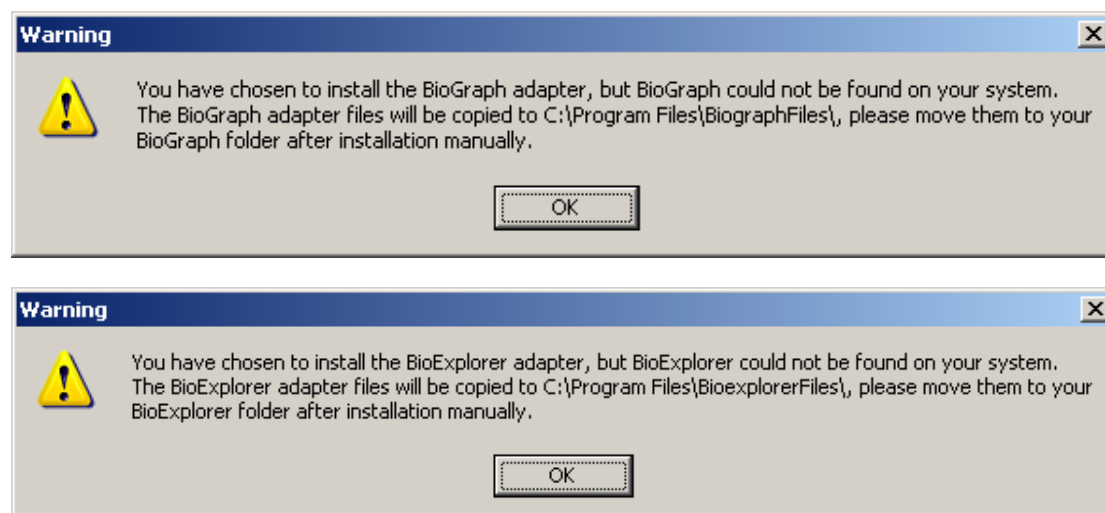 Warning
You have chosen to install the BioGraph adapter, but BioGraph could not be found on your system.
The BioGraph adapter files will be copied to C:\Program Files\BiographFiles\, please move them to your
BioGraph folder after installation manually.
OK
Warning
You have chosen to install the BioExplorer adapter, but BioExplorer could not be found on your system.
The BioExplorer adapter files will be copied to C:\Program Files\BioexplorerFiles\, please move them to your
BioExplorer folder after installation manually.
OK